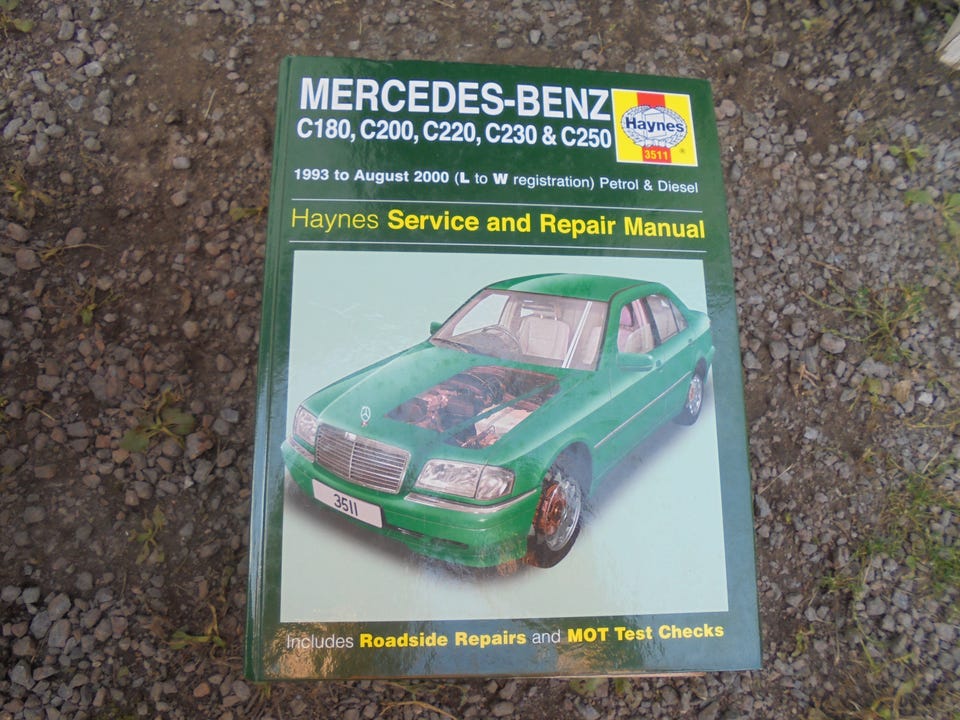 MERCEDES-BENZ
C180, C200, C220, C230 & C250
Haynes
3511
1993 to August 2000 (L to W registration) Petrol & Diesel
Haynes Service and Repair Manual
3511
Includes Roadside Repairs and MOT Test Checks